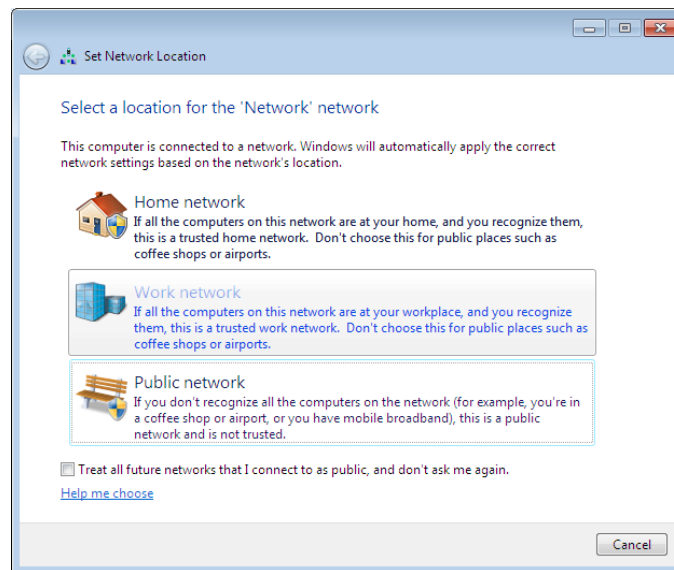 Set Network Location
Select a location for the 'Network' network
This computer is connected to a network. Windows will automatically apply the correct
network settings based on the network's location.
Home network
If all the computers on this network are at your home, and you recognize them,
this is a trusted home network. Don't choose this for public places such as
coffee shops or airports.
Work network
If all the computers on this network are at your workplace, and you recognize
them, this is a trusted work network. Don't choose this for public places such as
coffee shops or airports.
Public network
If you don't recognize all the computers on the network (for example, you're in
a coffee shop or airport, or you have mobile broadband), this is a public
network and is not trusted.
Treat all future networks that I connect to as public, and don't ask me again.
Help me choose
Cancel